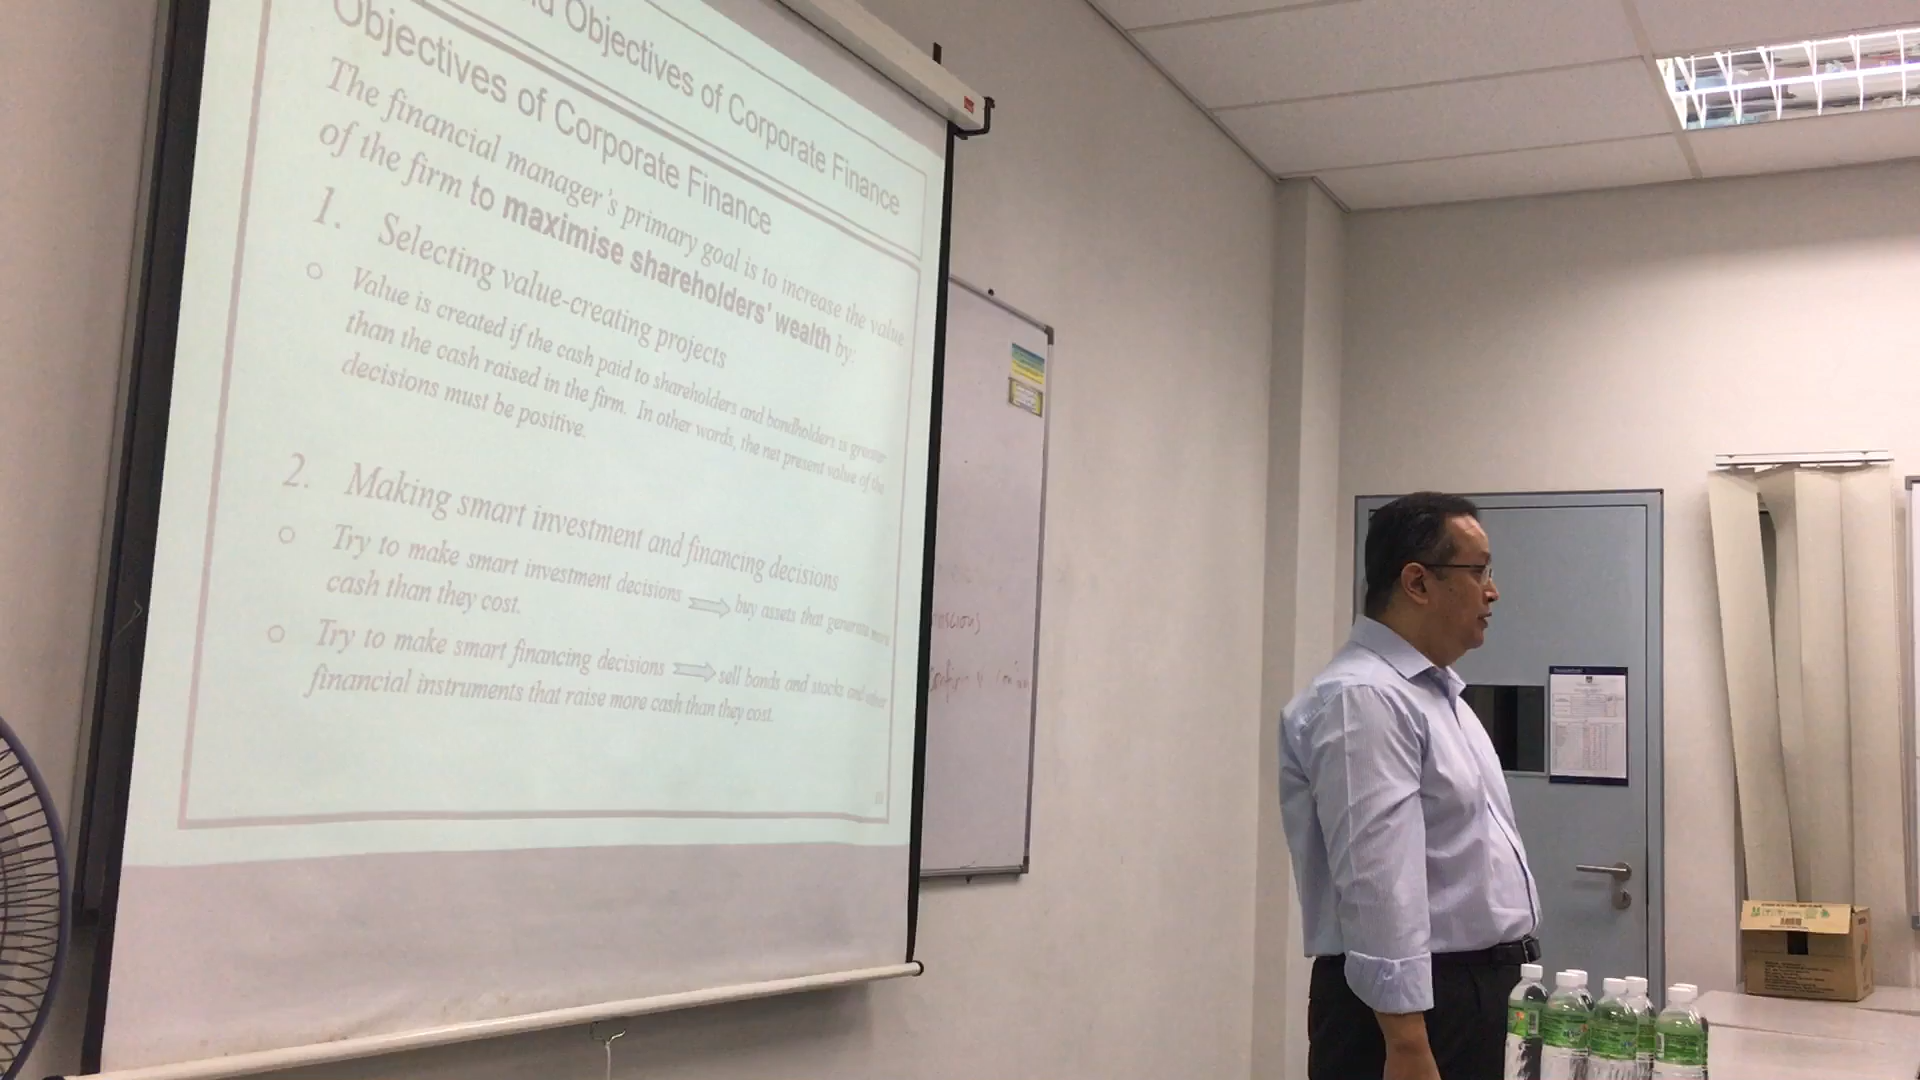 nd Objectives of Corporate Finance
Objectives of Corporate Finance
The financial manager's primary goal is to increase the value
of the firm to maximise shareholders' wealth by:
1. Selecting value-creating projects
Value is created if the cash paid to shareholders and bondholders is greater
than the cash raised in the firm. In other words, the net present value of the
decisions must be positive.
2. Making smart investment and financing decisions
Try to make smart investment decisions buy assets that generate more
cash than they cost.
Try to make smart financing decisions sell bonds and stocks and other
financial instruments that raise more cash than they cost.